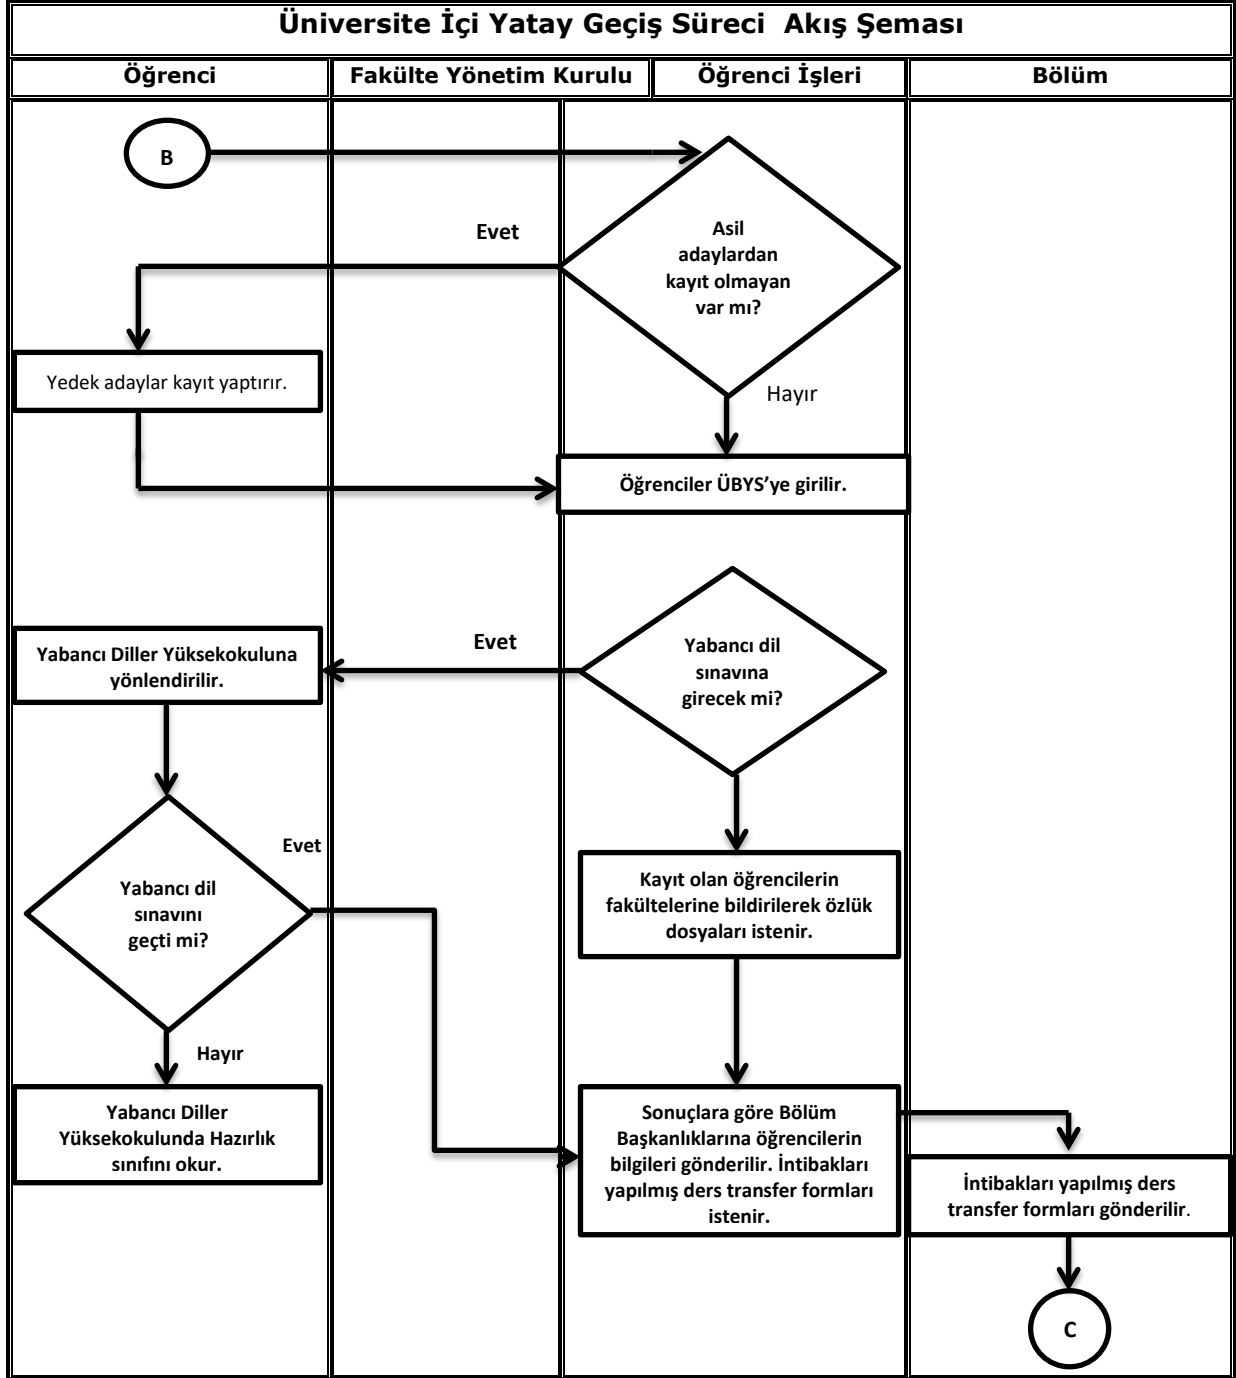 Üniversite İçi Yatay Geçiş Süreci  Akış Şeması
Öğrenci
Fakülte Yönetim Kurulu
Öğrenci İşleri
Bölüm
B
Asil
adaylardan
kayıt olmayan
var mı?
Evet
Yedek adaylar kayıt yaptırır.
Hayır
Öğrenciler ÜBYS’ye girilir.
Yabancı dil
sınavına
girecek mi?
Evet
Yabancı Diller Yüksekokuluna
yönlendirilir.
Evet
Yabancı dil
sınavını
geçti mi?
Kayıt olan öğrencilerin
fakültelerine bildirilerek özlük
dosyaları istenir.
Hayır
Yabancı Diller
Yüksekokulunda Hazırlık
sınıfını okur.
Sonuçlara göre Bölüm
Başkanlıklarına öğrencilerin
bilgileri gönderilir. İntibakları
yapılmış ders transfer formları
istenir.
İntibakları yapılmış ders
transfer formları gönderilir.
C